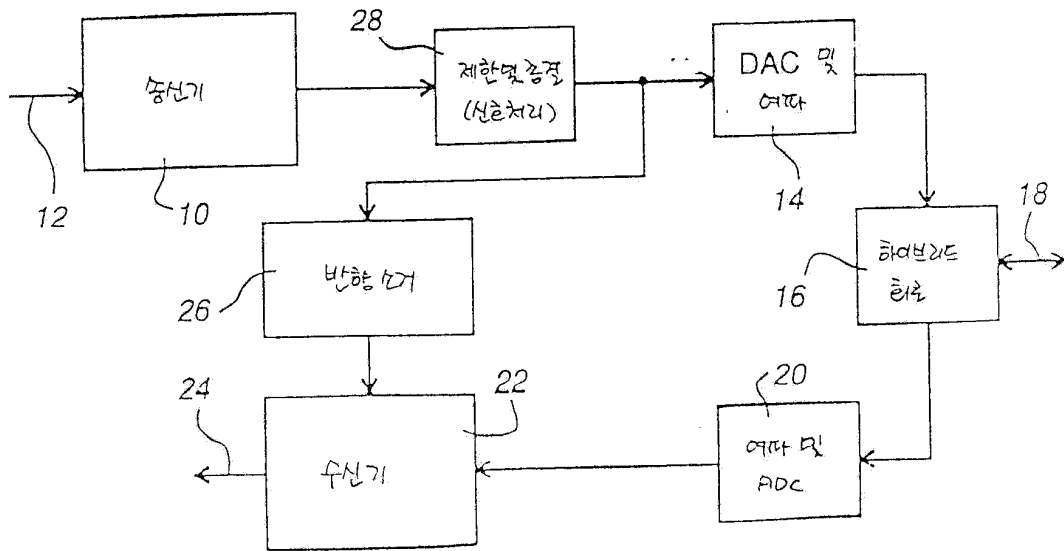 28
송신기
제한및종결
(신호처리)
DAC 및
여파
12
10
14
18
반향소거
하이브리드
회로
26
16
24
22
20
수신기
여파 및
ADC